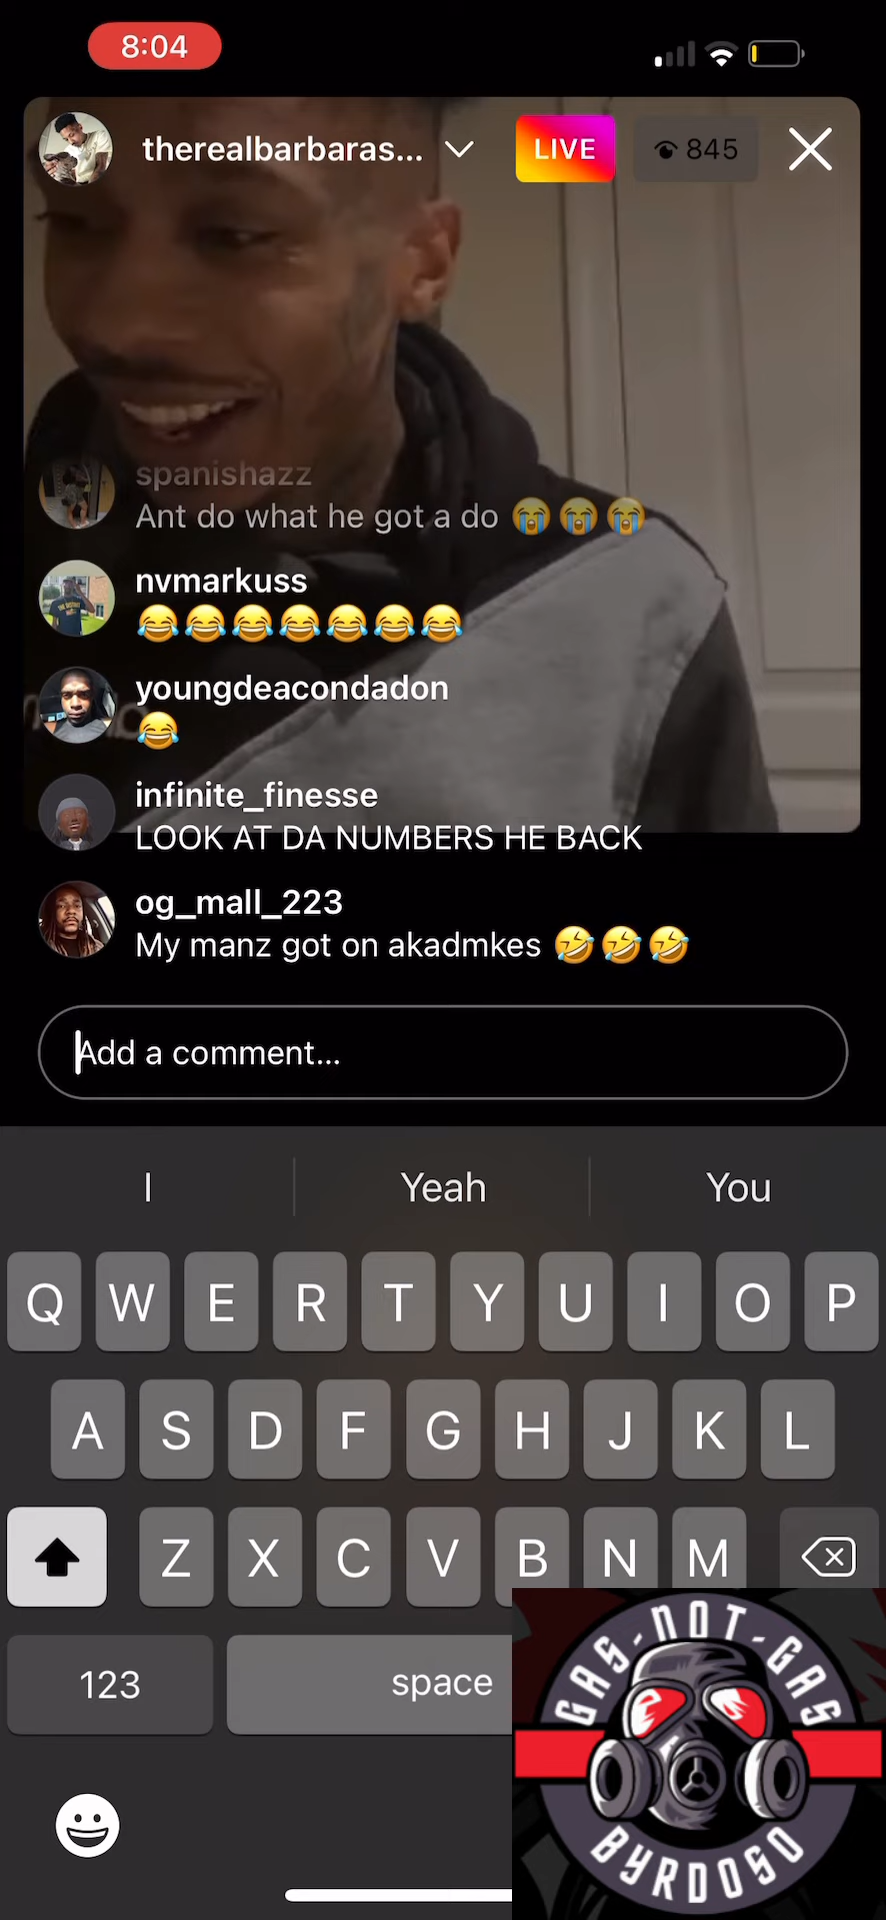 8:04
therealbarbaras...
LIVE
845
spanishazz
Ant do what he got a do 😭😭😭
nvmarkuss
😂😂😂😂😂😂😂
youngdeacondadon
😂
infinite_finesse
LOOK AT DA NUMBERS HE BACK
og_mall_223
My manz got on akadmkes 🤣🤣🤣
Add a comment...
I Yeah You
Q W E R T Y U I O P
A S D F G H J K L
Z X C V B N M
123 space
GAS-NOT-GAS
BYRDOSO